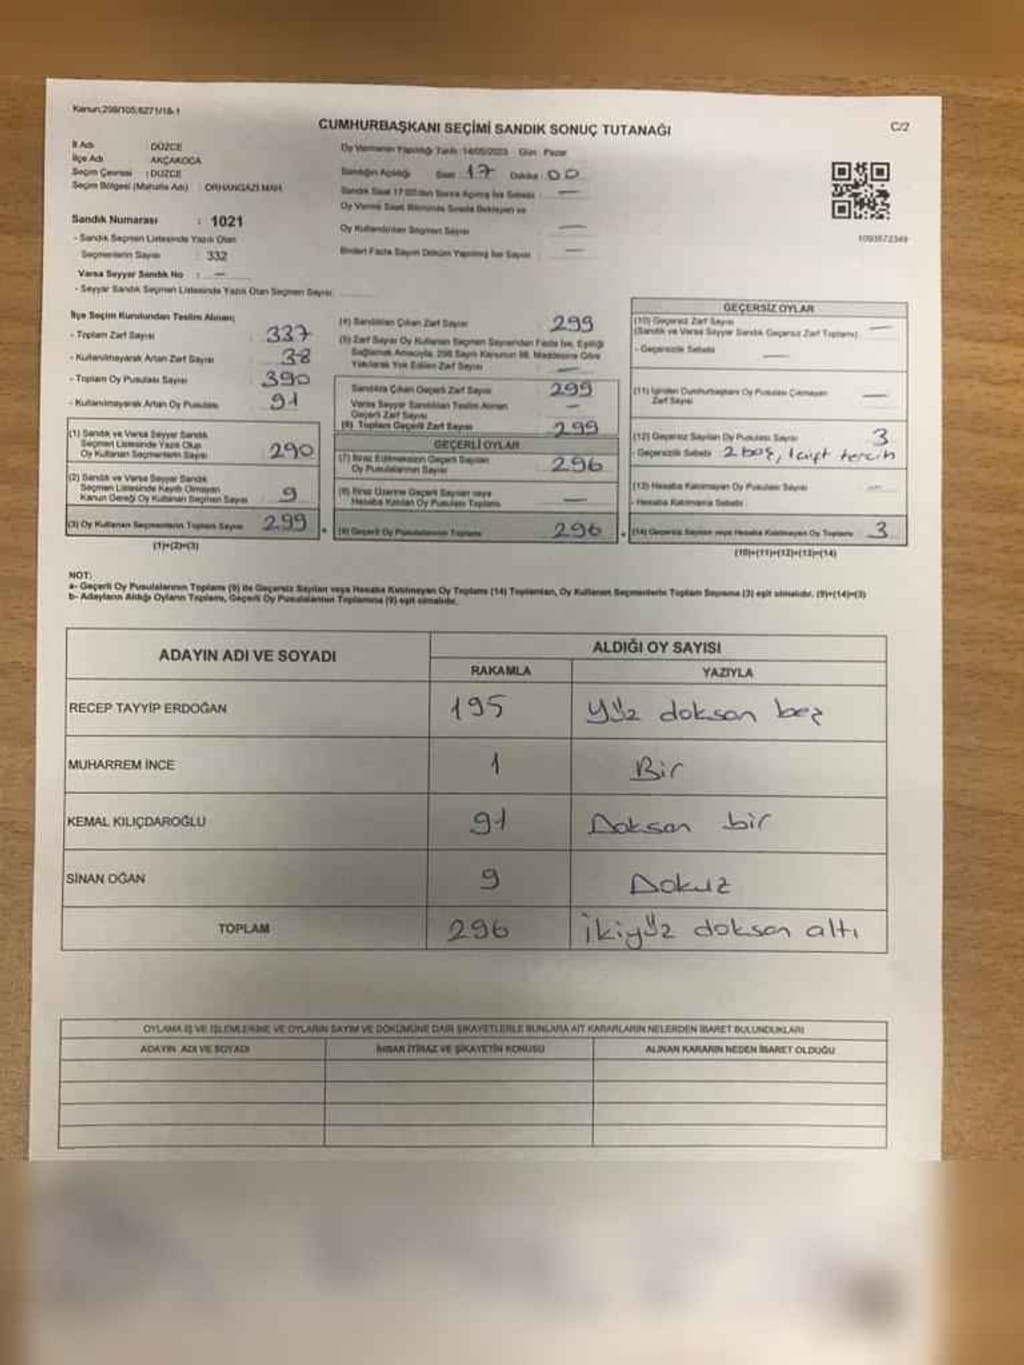 Kanun:298/105;6271/18-1
CUMHURBAŞKANI SEÇİMİ SANDIK SONUÇ TUTANAĞI
C/2
İl Adı : DÜZCE
İlçe Adı : AKÇAKOCA
Seçim Çevresi : DÜZCE
Seçim Bölgesi (Mahalle Adı) : ORHANGAZİ MAH.
Sandık Numarası : 1021
- Sandık Seçmen Listesinde Yazılı Olan
Seçmenlerin Sayısı : 332
Varsa Seyyar Sandık No : —
- Seyyar Sandık Seçmen Listesinde Yazılı Olan Seçmen Sayısı
Oy Vermenin Yapıldığı Tarih : 14/05/2023 - Gün : Pazar
Sandığın Açıldığı Saat : 17 Dakika : 00
Sandık Saat 17:00'dan Sonra Açılmış İse Sebebi : —
Oy Verme Saati Bitiminde Sırada Bekleyen ve
Oy Kullandırılan Seçmen Sayısı : —
Birden Fazla Sayım Döküm Yapılmış İse Sayısı : —
1093572349
İlçe Seçim Kurulundan Teslim Alınan;
- Toplam Zarf Sayısı 337
- Kullanılmayarak Artan Zarf Sayısı 38
- Toplam Oy Pusulası Sayısı 390
- Kullanılmayarak Artan Oy Pusulası 91
(1) Sandık ve Varsa Seyyar Sandık
Seçmen Listesinde Yazılı Olup
Oy Kullanan Seçmenlerin Sayısı 290
(2) Sandık ve Varsa Seyyar Sandık
Seçmen Listesinde Kayıtlı Olmayan
Kanun Gereği Oy Kullanan Seçmen Sayısı 9
(3) Oy Kullanan Seçmenlerin Toplam Sayısı 299
(1)+(2)=(3)
(4) Sandıktan Çıkan Zarf Sayısı 299
(5) Zarf Sayısı Oy Kullanan Seçmen Sayısından Fazla İse, Eşitliği
Sağlamak Amacıyla, 298 Sayılı Kanunun 98. Maddesine Göre
Yakılarak Yok Edilen Zarf Sayısı —
Sandıkta Çıkan Geçerli Zarf Sayısı 299
Varsa Seyyar Sandıktan Teslim Alınan
Geçerli Zarf Sayısı —
(6) Toplam Geçerli Zarf Sayısı 299
GEÇERLİ OYLAR
(7) İtiraz Edilmeksizin Geçerli Sayılan
Oy Pusulalarının Sayısı 296
(8) İtiraz Üzerine Geçerli Sayılan veya
Hesaba Katılan Oy Pusulası Toplamı —
(9) Geçerli Oy Pusulalarının Toplamı 296
GEÇERSİZ OYLAR
(10) Geçersiz Zarf Sayısı
(Sandık ve Varsa Seyyar Sandık Geçersiz Zarf Toplamı) —
- Geçersizlik Sebebi —
(11) İçinden Cumhurbaşkanı Oy Pusulası Çıkmayan
Zarf Sayısı —
(12) Geçersiz Sayılan Oy Pusulası Sayısı 3
- Geçersizlik Sebebi 2 boş, 1 çift tercih
(13) Hesaba Katılmayan Oy Pusulası Sayısı —
- Hesaba Katılmama Sebebi
(14) Geçersiz Sayılan veya Hesaba Katılmayan Oy Toplamı 3
(10)+(11)+(12)+(13)=(14)
NOT:
a- Geçerli Oy Pusulalarının Toplamı (9) ile Geçersiz Sayılan veya Hesaba Katılmayan Oy Toplamı (14) Toplamları, Oy Kullanan Seçmenlerin Toplam Sayısına (3) eşit olmalıdır. (9)+(14)=(3)
b- Adayların Aldığı Oyların Toplamı, Geçerli Oy Pusulalarının Toplamına (9) eşit olmalıdır.
ADAYIN ADI VE SOYADI
ALDIĞI OY SAYISI
RAKAMLA YAZIYLA
RECEP TAYYİP ERDOĞAN 195 Yüz doksan beş
MUHARREM İNCE 1 Bir
KEMAL KILIÇDAROĞLU 91 Doksan bir
SİNAN OĞAN 9 Dokuz
TOPLAM 296 İkiyüz doksan altı
OYLAMA İŞ VE İŞLEMLERİNE VE OYLARIN SAYIM VE DÖKÜMÜNE DAİR ŞİKAYETLERLE BUNLARA AİT KARARLARIN NELERDEN İBARET BULUNDUKLARI
ADAYIN ADI VE SOYADI
İHBAR İTİRAZ VE ŞİKAYETİN KONUSU
ALINAN KARARIN NEDEN İBARET OLDUĞU